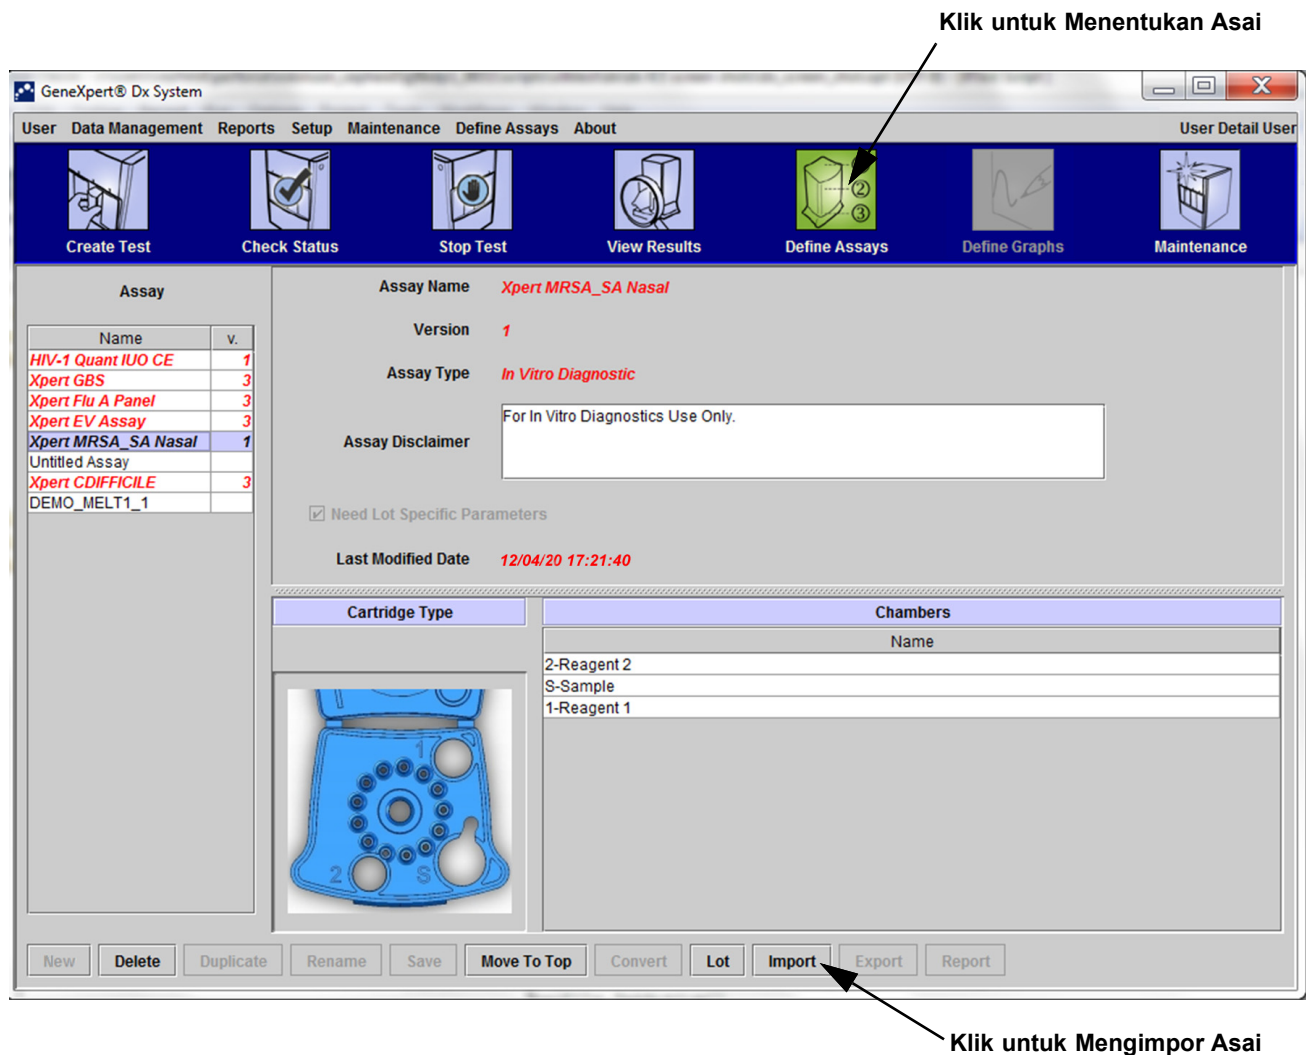 Klik untuk Menentukan Asai
GeneXpert® Dx System
User Data Management Reports Setup Maintenance Define Assays About User Detail User
Create Test Check Status Stop Test View Results Define Assays Define Graphs Maintenance
2
3
Assay
Name v.
HIV-1 Quant IUO CE 1
Xpert GBS 3
Xpert Flu A Panel 3
Xpert EV Assay 3
Xpert MRSA_SA Nasal 1
Untitled Assay
Xpert CDIFFICILE 3
DEMO_MELT1_1
Assay Name Xpert MRSA_SA Nasal
Version 1
Assay Type In Vitro Diagnostic
Assay Disclaimer For In Vitro Diagnostics Use Only.
Need Lot Specific Parameters
Last Modified Date 12/04/20 17:21:40
Cartridge Type
1
2 S
Chambers
Name
2-Reagent 2
S-Sample
1-Reagent 1
New Delete Duplicate Rename Save Move To Top Convert Lot Import Export Report
Klik untuk Mengimpor Asai